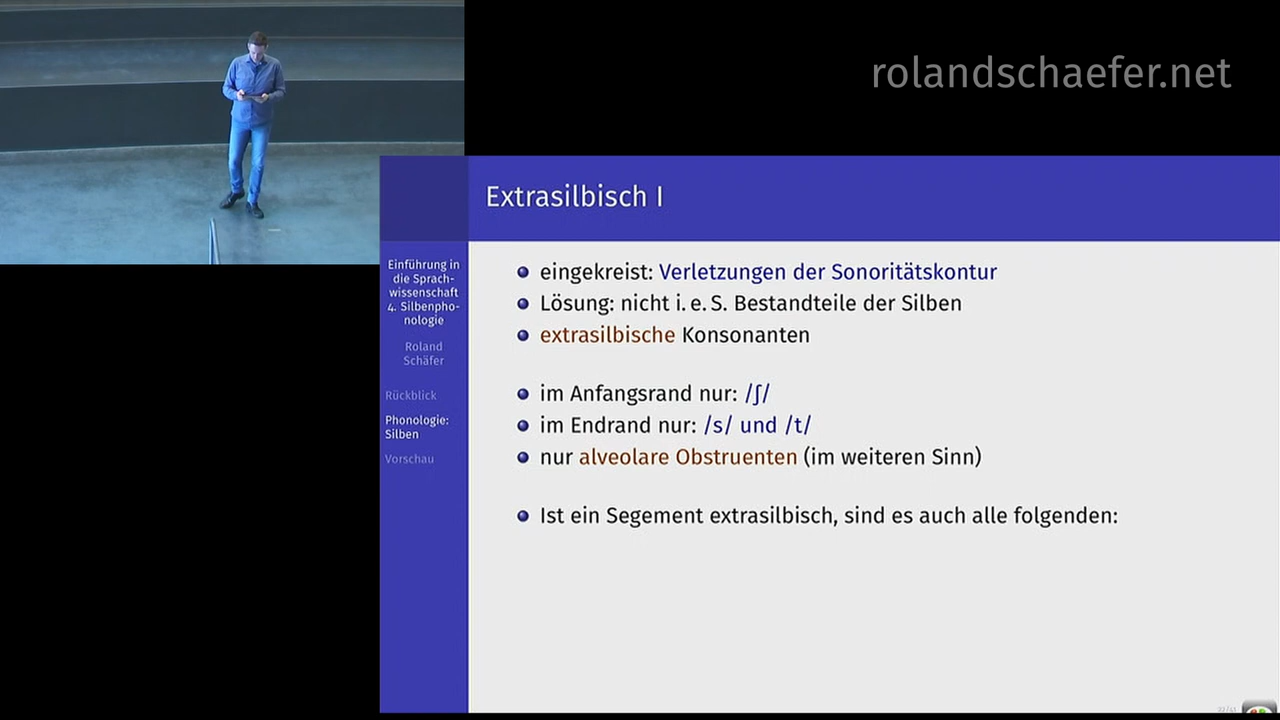 rolandschaefer.net
Extrasilbisch I
Einführung in
die Sprach-
wissenschaft
4. Silbenpho-
nologie
Roland
Schäfer
Rückblick
Phonologie:
Silben
Vorschau
eingekreist: Verletzungen der Sonoritätskontur
Lösung: nicht i. e. S. Bestandteile der Silben
extrasilbische Konsonanten
im Anfangsrand nur: /ʃ/
im Endrand nur: /s/ und /t/
nur alveolare Obstruenten (im weiteren Sinn)
Ist ein Segement extrasilbisch, sind es auch alle folgenden: